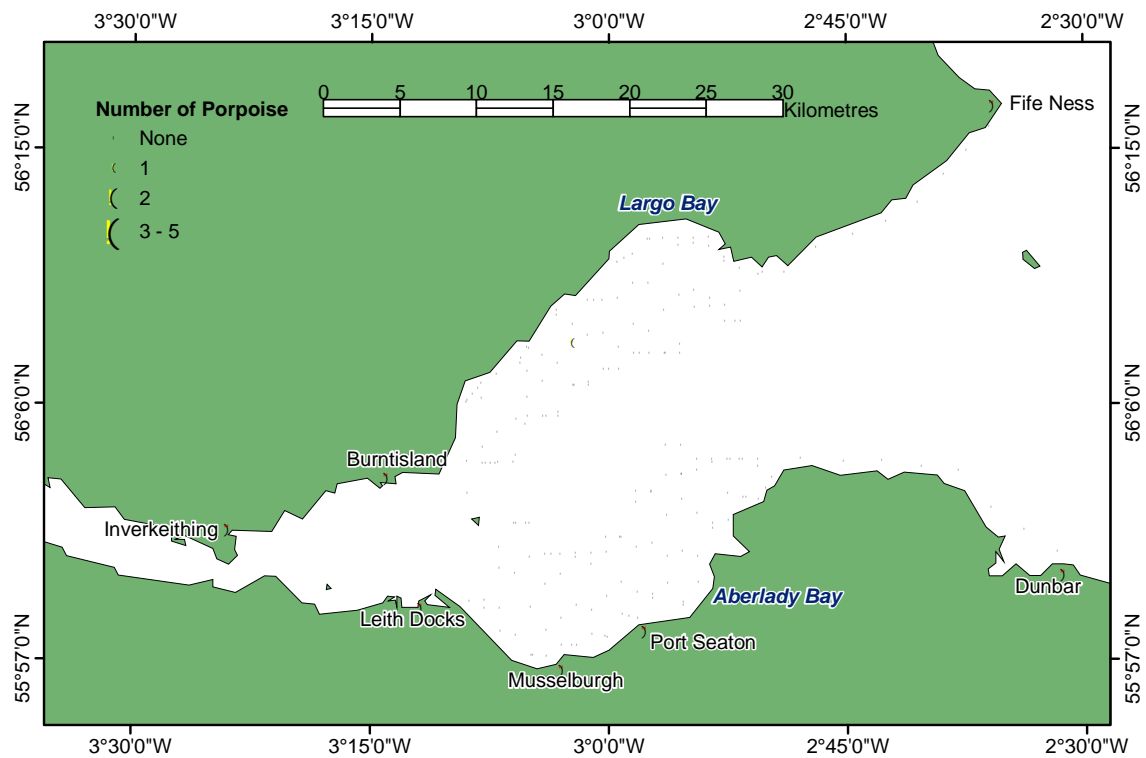 3°30'0"W 3°15'0"W 3°0'0"W 2°45'0"W 2°30'0"W
0 5 10 15 20 25 30
Kilometres
Number of Porpoise
None
1
2
3 - 5
Fife Ness
56°15'0"N 56°15'0"N
Largo Bay
56°6'0"N 56°6'0"N
Burntisland
Inverkeithing
Dunbar
Aberlady Bay
Leith Docks
Port Seaton
55°57'0"N 55°57'0"N
Musselburgh
3°30'0"W 3°15'0"W 3°0'0"W 2°45'0"W 2°30'0"W